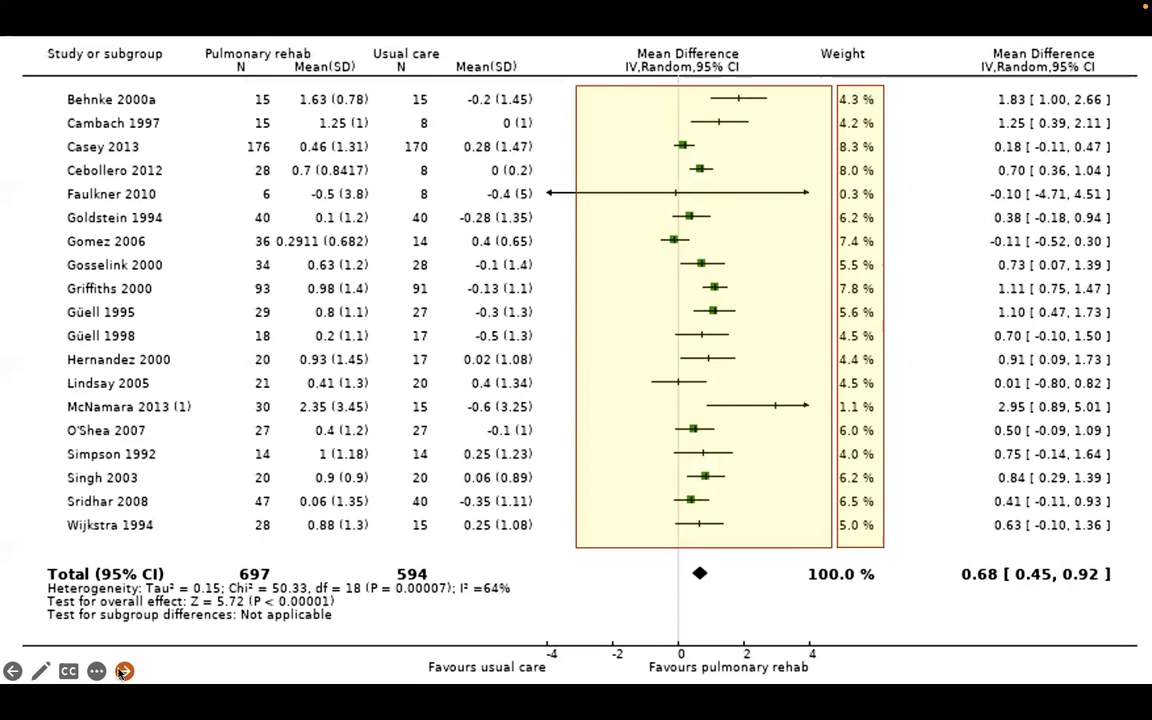 Study or subgroup Pulmonary rehab Usual care Mean Difference Weight Mean Difference
N Mean(SD) N Mean(SD) IV,Random,95% CI IV,Random,95% CI
Behnke 2000a 15 1.63 (0.78) 15 -0.2 (1.45) 4.3 % 1.83 [ 1.00, 2.66 ]
Cambach 1997 15 1.25 (1) 8 0 (1) 4.2 % 1.25 [ 0.39, 2.11 ]
Casey 2013 176 0.46 (1.31) 170 0.28 (1.47) 8.3 % 0.18 [ -0.11, 0.47 ]
Cebollero 2012 28 0.7 (0.8417) 8 0 (0.2) 8.0 % 0.70 [ 0.36, 1.04 ]
Faulkner 2010 6 -0.5 (3.8) 8 -0.4 (5) 0.3 % -0.10 [ -4.71, 4.51 ]
Goldstein 1994 40 0.1 (1.2) 40 -0.28 (1.35) 6.2 % 0.38 [ -0.18, 0.94 ]
Gomez 2006 36 0.2911 (0.682) 14 0.4 (0.65) 7.4 % -0.11 [ -0.52, 0.30 ]
Gosselink 2000 34 0.63 (1.2) 28 -0.1 (1.4) 5.5 % 0.73 [ 0.07, 1.39 ]
Griffiths 2000 93 0.98 (1.4) 91 -0.13 (1.1) 7.8 % 1.11 [ 0.75, 1.47 ]
Güell 1995 29 0.8 (1.1) 27 -0.3 (1.3) 5.6 % 1.10 [ 0.47, 1.73 ]
Güell 1998 18 0.2 (1.1) 17 -0.5 (1.3) 4.5 % 0.70 [ -0.10, 1.50 ]
Hernandez 2000 20 0.93 (1.45) 17 0.02 (1.08) 4.4 % 0.91 [ 0.09, 1.73 ]
Lindsay 2005 21 0.41 (1.3) 20 0.4 (1.34) 4.5 % 0.01 [ -0.80, 0.82 ]
McNamara 2013 (1) 30 2.35 (3.45) 15 -0.6 (3.25) 1.1 % 2.95 [ 0.89, 5.01 ]
O'Shea 2007 27 0.4 (1.2) 27 -0.1 (1) 6.0 % 0.50 [ -0.09, 1.09 ]
Simpson 1992 14 1 (1.18) 14 0.25 (1.23) 4.0 % 0.75 [ -0.14, 1.64 ]
Singh 2003 20 0.9 (0.9) 20 0.06 (0.89) 6.2 % 0.84 [ 0.29, 1.39 ]
Sridhar 2008 47 0.06 (1.35) 40 -0.35 (1.11) 6.5 % 0.41 [ -0.11, 0.93 ]
Wijkstra 1994 28 0.88 (1.3) 15 0.25 (1.08) 5.0 % 0.63 [ -0.10, 1.36 ]
Total (95% CI) 697 594 100.0 % 0.68 [ 0.45, 0.92 ]
Heterogeneity: Tau² = 0.15; Chi² = 50.33, df = 18 (P = 0.00007); I² =64%
Test for overall effect: Z = 5.72 (P < 0.00001)
Test for subgroup differences: Not applicable
-4 -2 0 2 4
Favours usual care Favours pulmonary rehab
CC